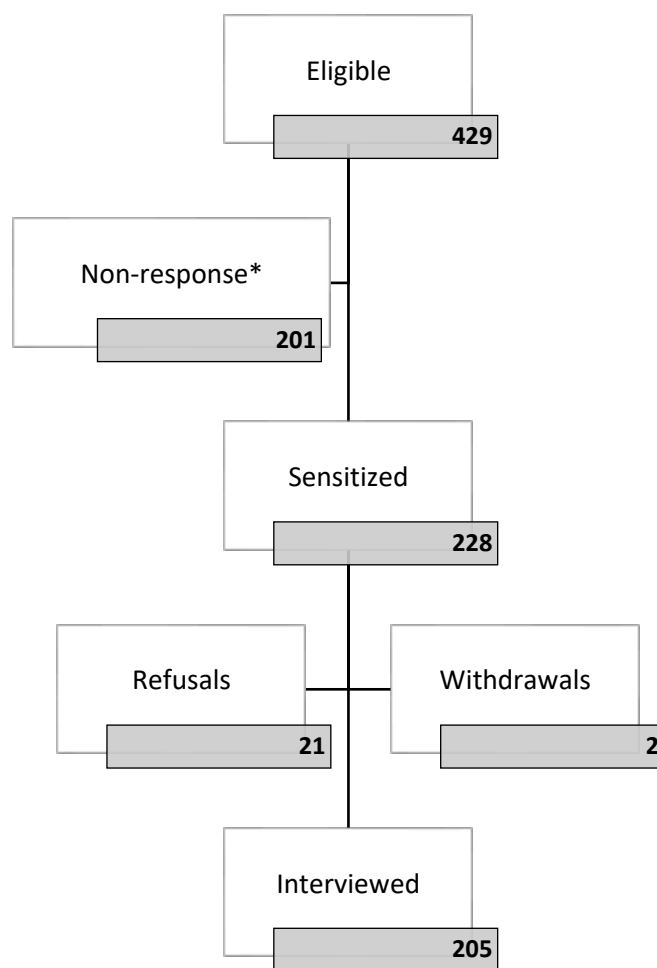 Eligible
429
Non-response*
201
Sensitized
228
Refusals
21
Withdrawals
2
Interviewed
205